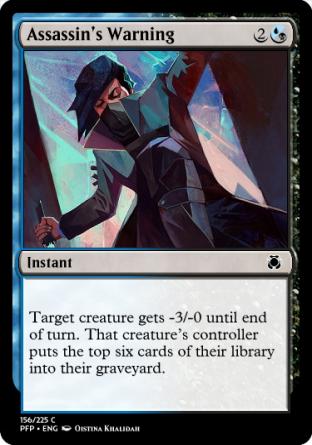 Assassin's Warning 2
Instant
Target creature gets -3/-0 until end
of turn. That creature's controller
puts the top six cards of their library
into their graveyard.
156/225 C
PFP • ENG Oistina Khalidah